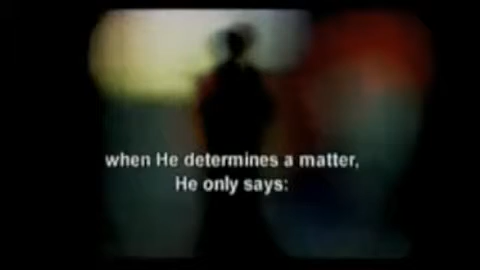 when He determines a matter,
He only says: